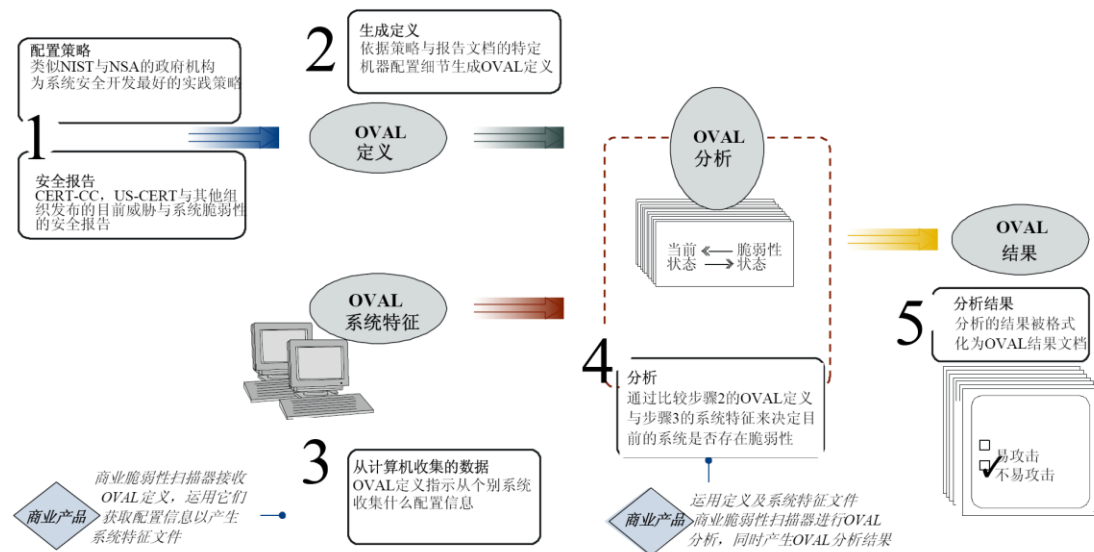 1
配置策略
类似NIST与NSA的政府机构
为系统安全开发最好的实践策略
安全报告
CERT-CC，US-CERT与其他组
织发布的目前威胁与系统脆弱性
的安全报告
2
生成定义
依据策略与报告文档的特定
机器配置细节生成OVAL定义
OVAL
定义
OVAL
系统特征
3
从计算机收集的数据
OVAL定义指示从个别系统
收集什么配置信息
商业产品
商业脆弱性扫描器接收
OVAL定义，运用它们
获取配置信息以产生
系统特征文件
OVAL
分析
当前 脆弱性
状态 状态
4
分析
通过比较步骤2的OVAL定义
与步骤3的系统特征来决定目
前的系统是否存在脆弱性
商业产品
运用定义及系统特征文件
商业脆弱性扫描器进行OVAL
分析，同时产生OVAL分析结果
OVAL
结果
5
分析结果
分析的结果被格式
化为OVAL结果文档
易攻击
不易攻击